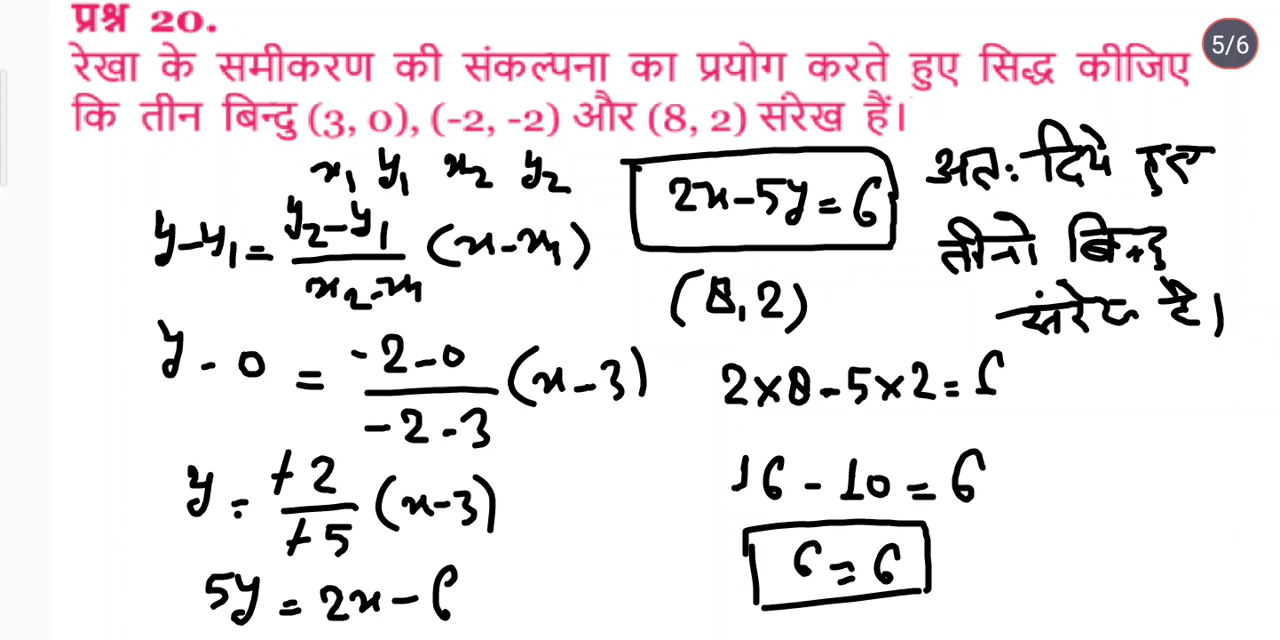 प्रश्न 20.
5/6
रेखा के समीकरण की संकल्पना का प्रयोग करते हुए सिद्ध कीजिए
कि तीन बिन्दु (3, 0), (-2, -2) और (8, 2) संरेख हैं।
x₁ y₁ x₂ y₂
y-y₁ = y₂-y₁/x₂-x₁ (x-x₁)
y-0 = -2-0/-2-3 (x-3)
y = +2/+5 (x-3)
5y = 2x-6
2x-5y=6
(8,2)
2×8-5×2=6
16-10=6
6=6
अतः दिये हुए
तीनो बिन्दु
संरेख है।